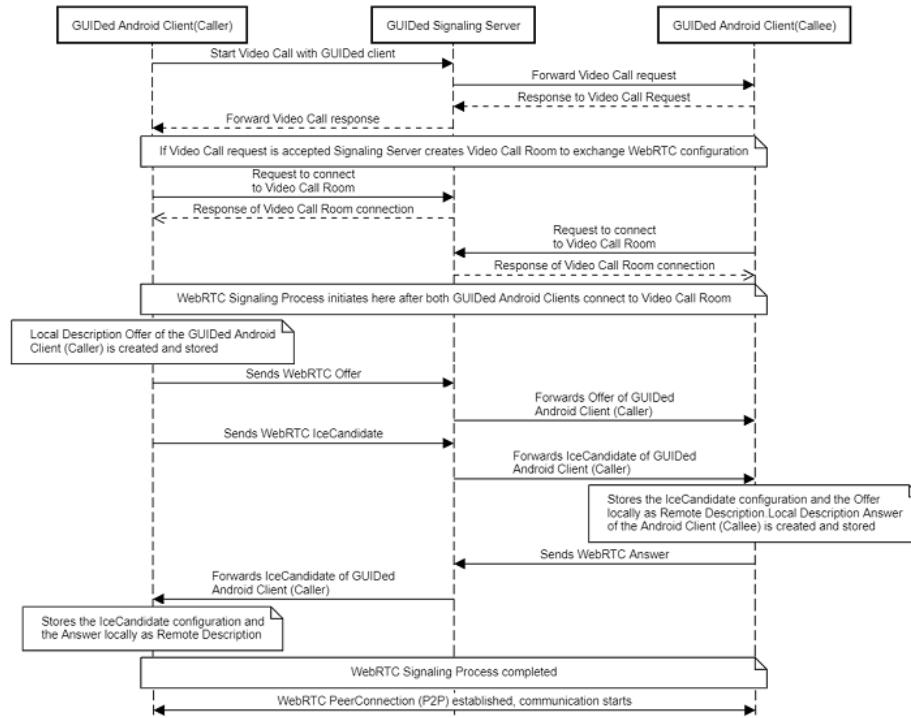 GUIDed Android Client(Caller)
GUIDed Signaling Server
GUIDed Android Client(Callee)
Start Video Call with GUIDed client
Forward Video Call request
Response to Video Call Request
Forward Video Call response
If Video Call request is accepted Signaling Server creates Video Call Room to exchange WebRTC configuration
Request to connect
to Video Call Room
Response of Video Call Room connection
Request to connect
to Video Call Room
Response of Video Call Room connection
WebRTC Signaling Process initiates here after both GUIDed Android Clients connect to Video Call Room
Local Description Offer of the GUIDed Android
Client (Caller) is created and stored
Sends WebRTC Offer
Forwards Offer of GUIDed
Android Client (Caller)
Sends WebRTC IceCandidate
Forwards IceCandidate of GUIDed
Android Client (Caller)
Stores the IceCandidate configuration and the Offer
locally as Remote Description.Local Description Answer
of the Android Client (Callee) is created and stored
Sends WebRTC Answer
Forwards IceCandidate of GUIDed
Android Client (Caller)
Stores the IceCandidate configuration and
the Answer locally as Remote Description
WebRTC Signaling Process completed
WebRTC PeerConnection (P2P) established, communication starts